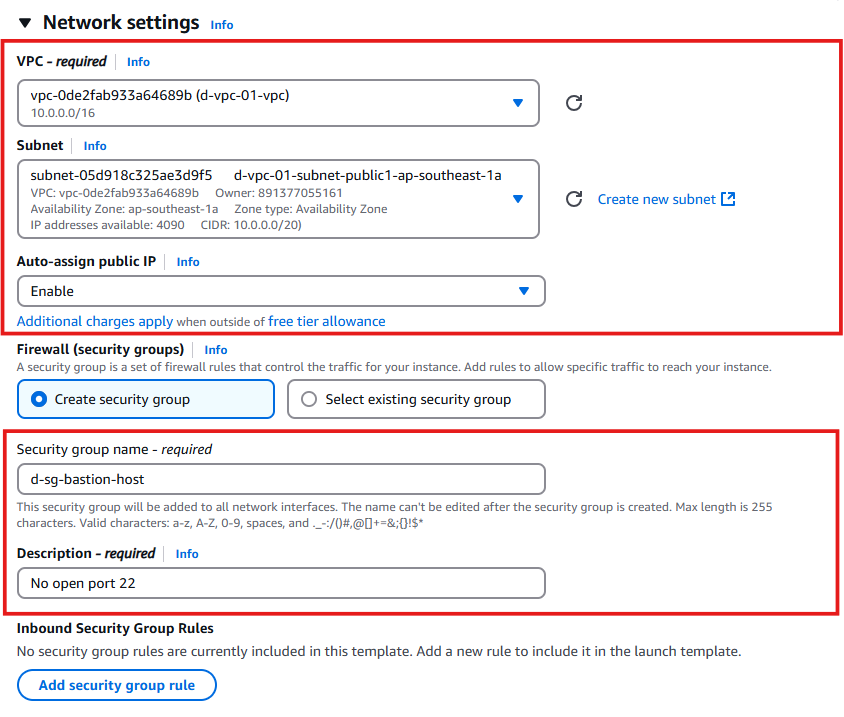 Network settings Info
VPC - required Info
vpc-0de2fab933a64689b (d-vpc-01-vpc)
10.0.0.0/16
Subnet Info
subnet-05d918c325ae3d9f5 d-vpc-01-subnet-public1-ap-southeast-1a
VPC: vpc-0de2fab933a64689b Owner: 891377055161
Availability Zone: ap-southeast-1a Zone type: Availability Zone
IP addresses available: 4090 CIDR: 10.0.0.0/20)
Create new subnet
Auto-assign public IP Info
Enable
Additional charges apply when outside of free tier allowance
Firewall (security groups) Info
A security group is a set of firewall rules that control the traffic for your instance. Add rules to allow specific traffic to reach your instance.
Create security group Select existing security group
Security group name - required
d-sg-bastion-host
This security group will be added to all network interfaces. The name can't be edited after the security group is created. Max length is 255
characters. Valid characters: a-z, A-Z, 0-9, spaces, and ._-:/()#,@[]+=&;{}!$*
Description - required Info
No open port 22
Inbound Security Group Rules
No security group rules are currently included in this template. Add a new rule to include it in the launch template.
Add security group rule